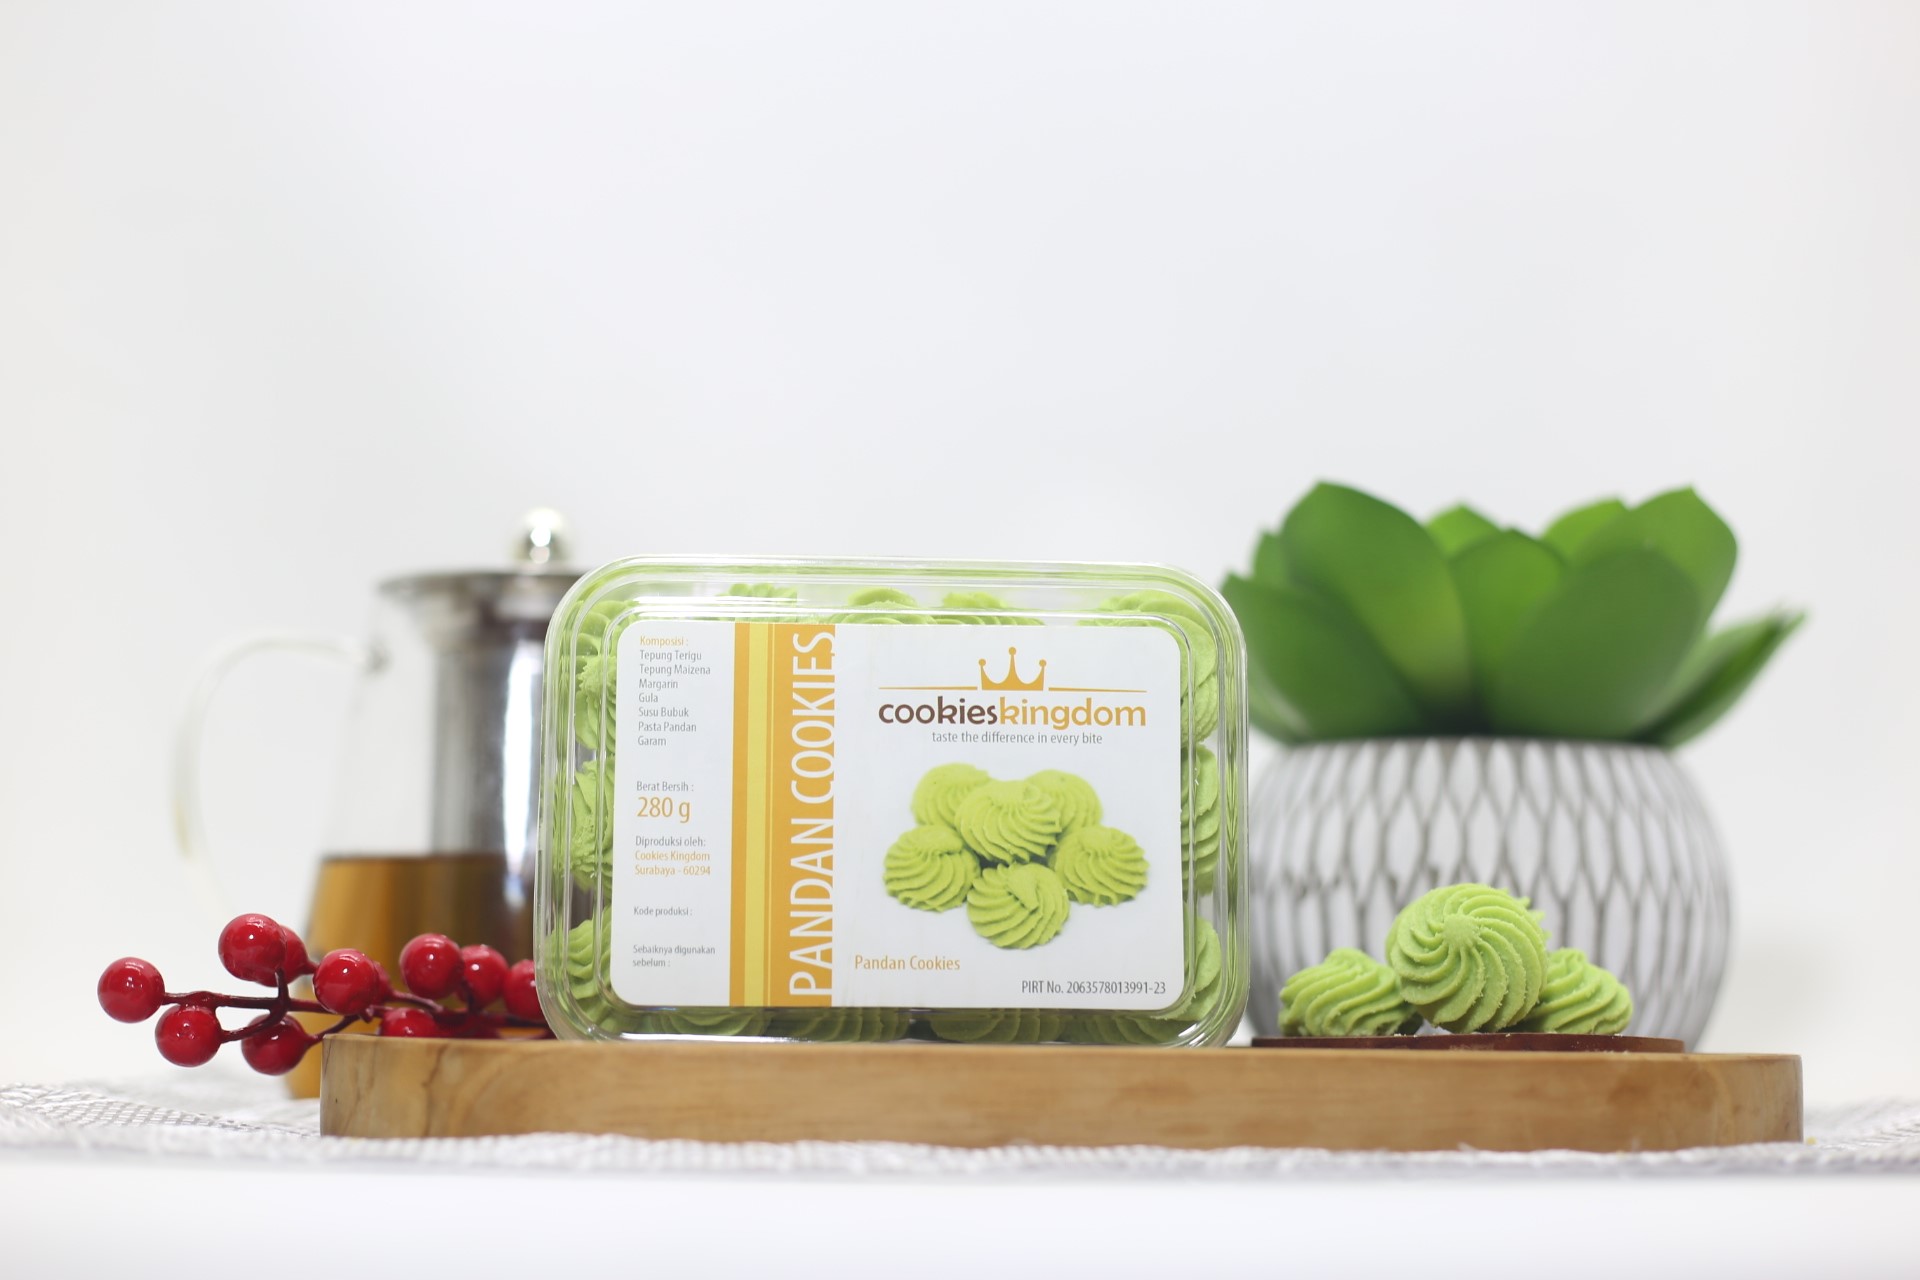 Komposisi :
Tepung Terigu
Tepung Maizena
Margarin
Gula
Susu Bubuk
Pasta Pandan
Garam
Berat Bersih :
280 g
Diproduksi oleh:
Cookies Kingdom
Surabaya - 60294
Kode produksi :
Sebaiknya digunakan
sebelum :
PANDAN COOKIES
cookieskingdom
taste the difference in every bite
Pandan Cookies
PIRT No. 2063578013991-23